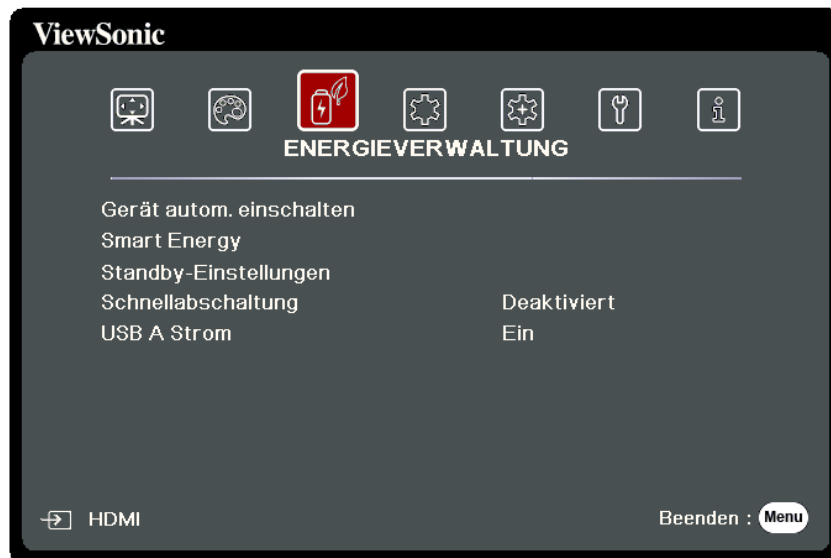 ViewSonic
ENERGIEVERWALTUNG
Gerät autom. einschalten
Smart Energy
Standby-Einstellungen
Schnellabschaltung Deaktiviert
USB A Strom Ein
HDMI Beenden : Menu